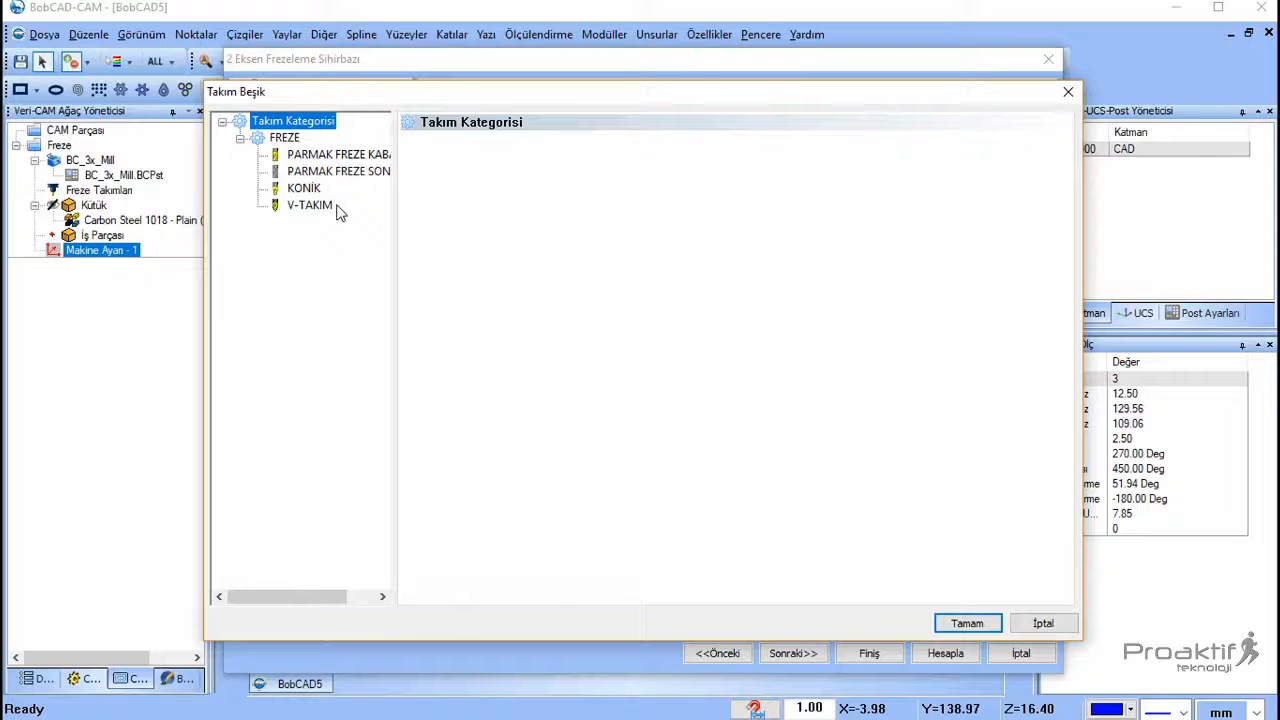 BobCAD-CAM - [BobCAD5]
Dosya Düzenle Görünüm Noktalar Çizgiler Yaylar Diğer Spline Yüzeyler Katılar Yazı Ölçülendirme Modüller Unsurlar Özellikler Pencere Yardım
ALL
2 Eksen Frezeleme Sihirbazı
Veri-CAM Ağaç Yöneticisi
CAM Parçası
Freze
BC_3x_Mill
BC_3x_Mill.BCPst
Freze Takımları
Kütük
Carbon Steel 1018 - Plain (
İş Parçası
Makine Ayarı - 1
D...
C...
C...
B...
Takım Beşik
Takım Kategorisi
FREZE
PARMAK FREZE KABA
PARMAK FREZE SON
KONİK
V-TAKIM
Takım Kategorisi
Tamam
İptal
<<Önceki
Sonraki>>
Finiş
Hesapla
İptal
BobCAD5
-UCS-Post Yöneticisi
Katman
00 CAD
tman
UCS
Post Ayarları
Ölç
Değer
3
z 12.50
z 129.56
z 109.06
2.50
270.00 Deg
sı 450.00 Deg
rme 51.94 Deg
rme -180.00 Deg
U... 7.85
0
Proaktif
teknoloji
Ready
1.00
X=-3.98
Y=138.97
Z=16.40
mm